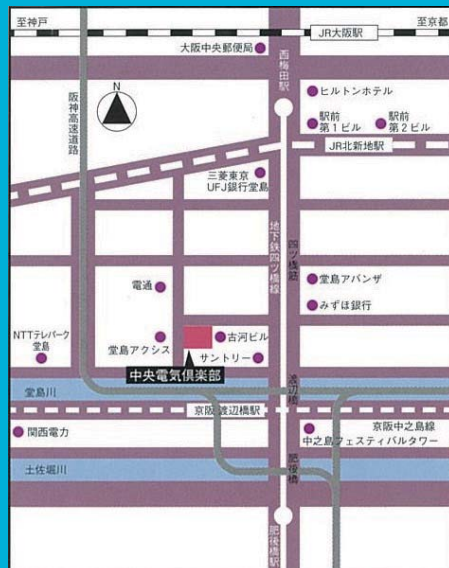 至神戸
JR大阪駅
至京都
大阪中央郵便局
西梅田駅
ヒルトンホテル
阪神高速道路
N
駅前
第1ビル
駅前
第2ビル
JR北新地駅
三菱東京
UFJ銀行堂島
地下鉄四ツ橋線
四ツ橋筋
電通
堂島アバンザ
みずほ銀行
NTTテレパーク
堂島
堂島アクシス
古河ビル
サントリー
中央電気倶楽部
堂島川
渡辺橋
京阪渡辺橋駅
関西電力
京阪中之島線
中之島フェスティバルタワー
土佐堀川
肥後橋
肥後橋駅